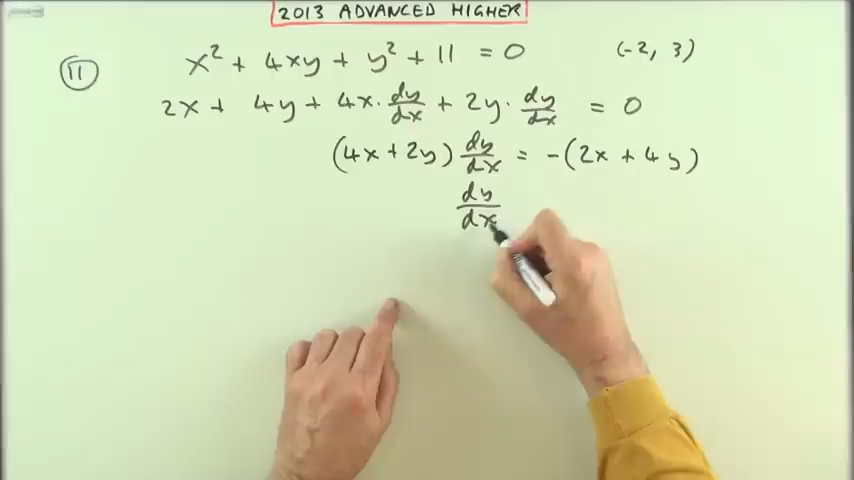 2013 ADVANCED HIGHER
11 x² + 4xy + y² + 11 = 0 (-2, 3)
2x + 4y + 4x · dy/dx + 2y · dy/dx = 0
(4x + 2y) dy/dx = -(2x + 4y)
dy/dx